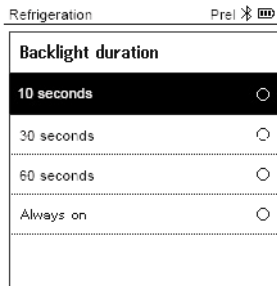 Refrigeration Prel
Backlight duration
10 seconds
30 seconds
60 seconds
Always on